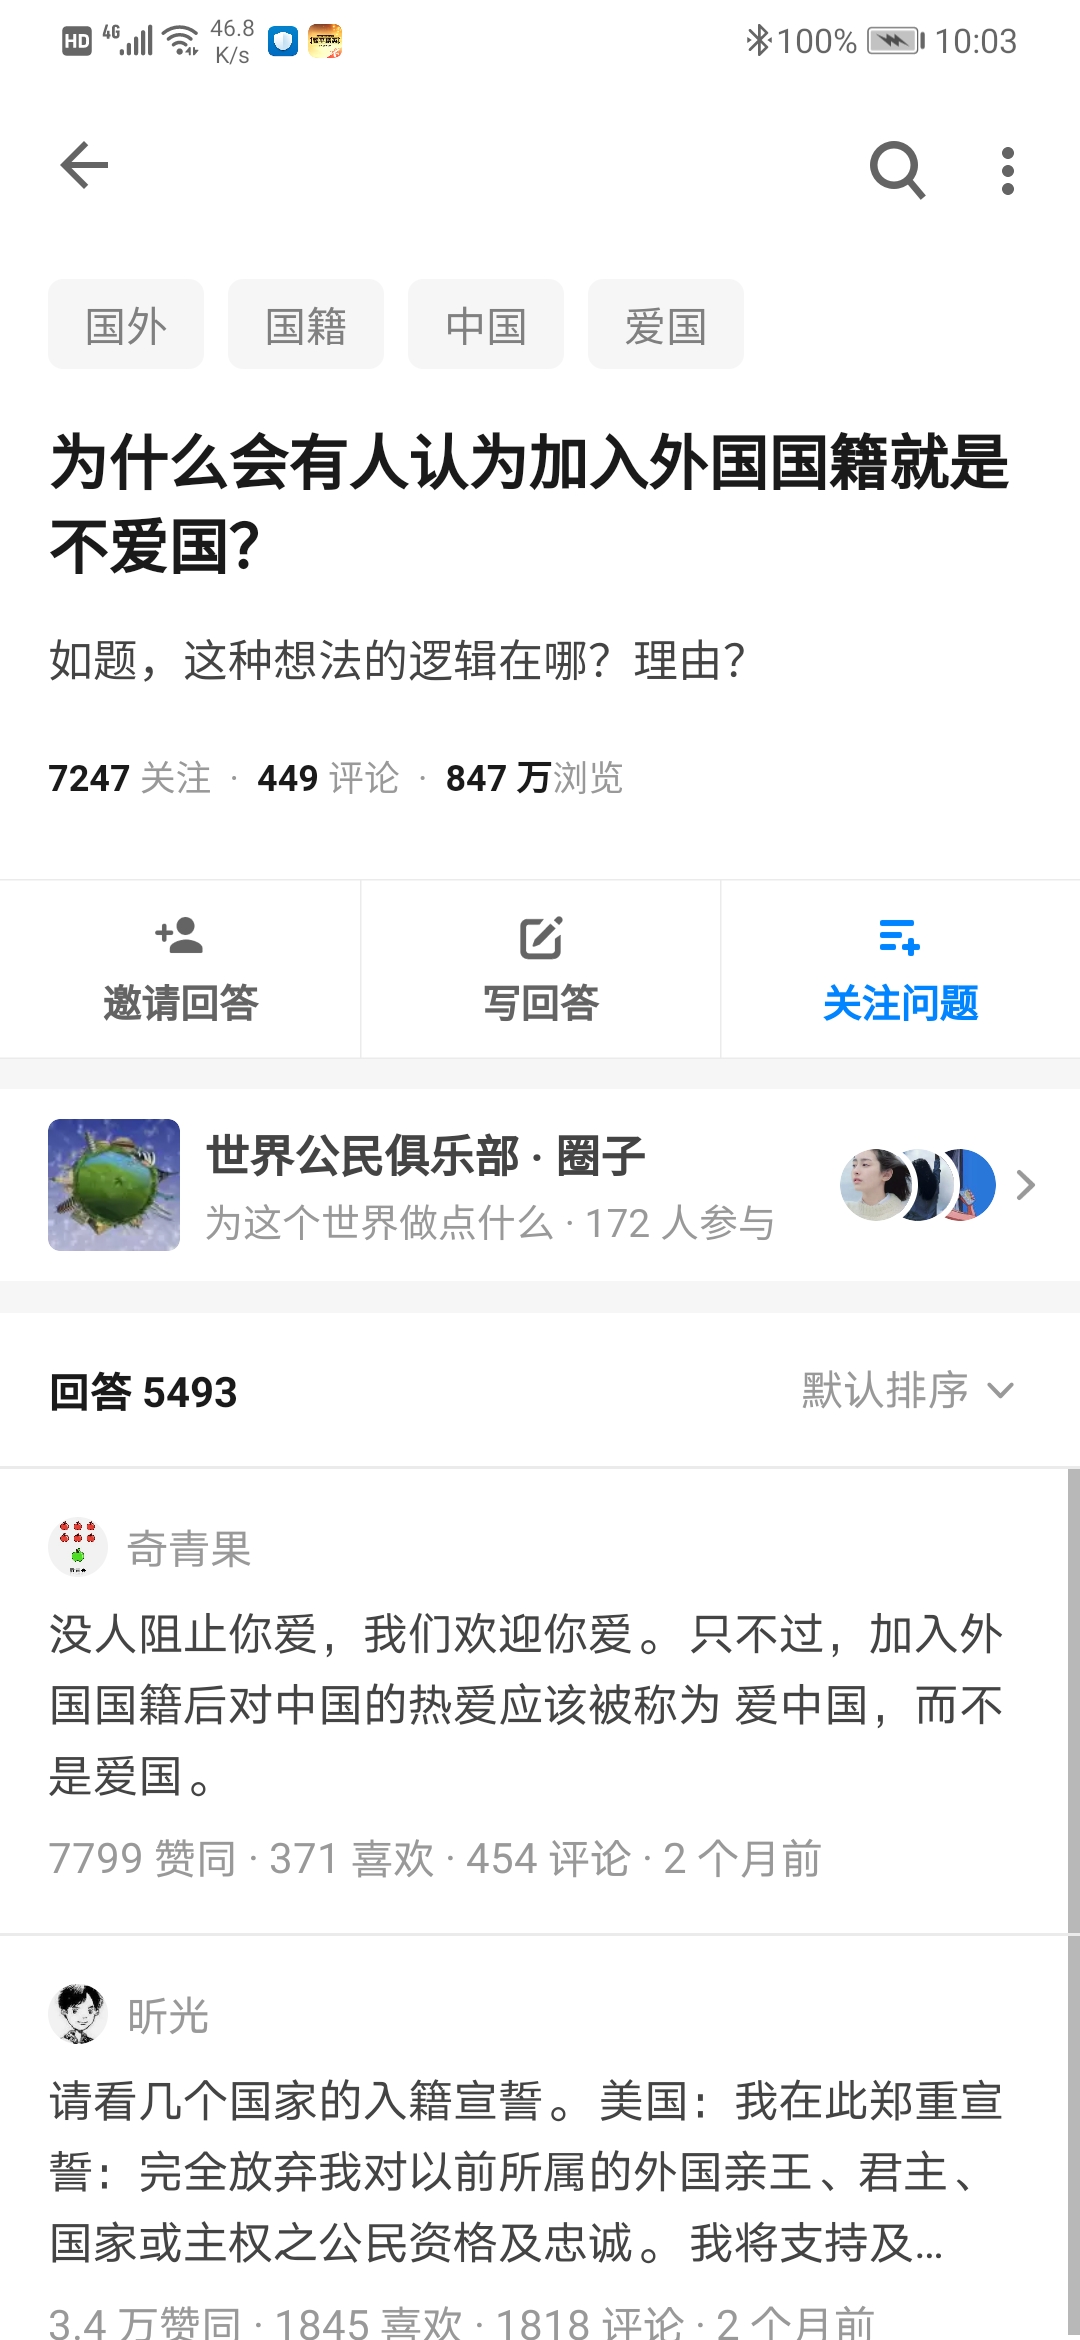 HD 4G 46.8 K/s 100% 10:03
国外 国籍 中国 爱国
为什么会有人认为加入外国国籍就是
不爱国？
如题，这种想法的逻辑在哪？理由？
7247 关注 · 449 评论 · 847 万浏览
邀请回答 写回答 关注问题
世界公民俱乐部 · 圈子
为这个世界做点什么 · 172 人参与
回答 5493 默认排序
奇青果
没人阻止你爱，我们欢迎你爱。只不过，加入外
国国籍后对中国的热爱应该被称为 爱中国，而不
是爱国。
7799 赞同 · 371 喜欢 · 454 评论 · 2 个月前
昕光
请看几个国家的入籍宣誓。美国：我在此郑重宣
誓：完全放弃我对以前所属的外国亲王、君主、
国家或主权之公民资格及忠诚。我将支持及...
3.4 万赞同 · 1845 喜欢 · 1818 评论 · 2 个月前